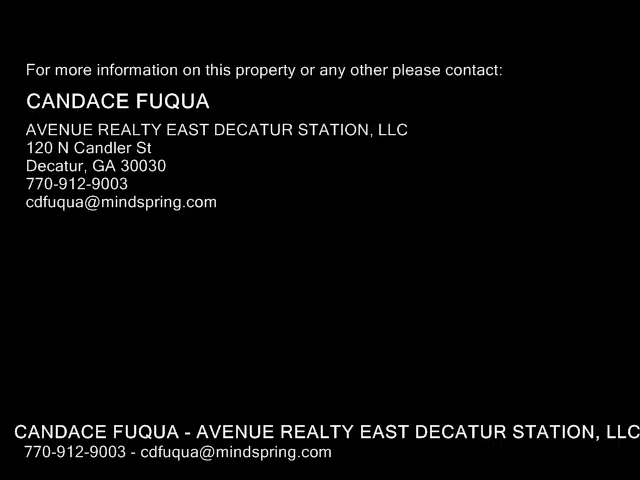 For more information on this property or any other please contact:
CANDACE FUQUA
AVENUE REALTY EAST DECATUR STATION, LLC
120 N Candler St
Decatur, GA 30030
770-912-9003
cdfuqua@mindspring.com
CANDACE FUQUA - AVENUE REALTY EAST DECATUR STATION, LLC
770-912-9003 - cdfuqua@mindspring.com